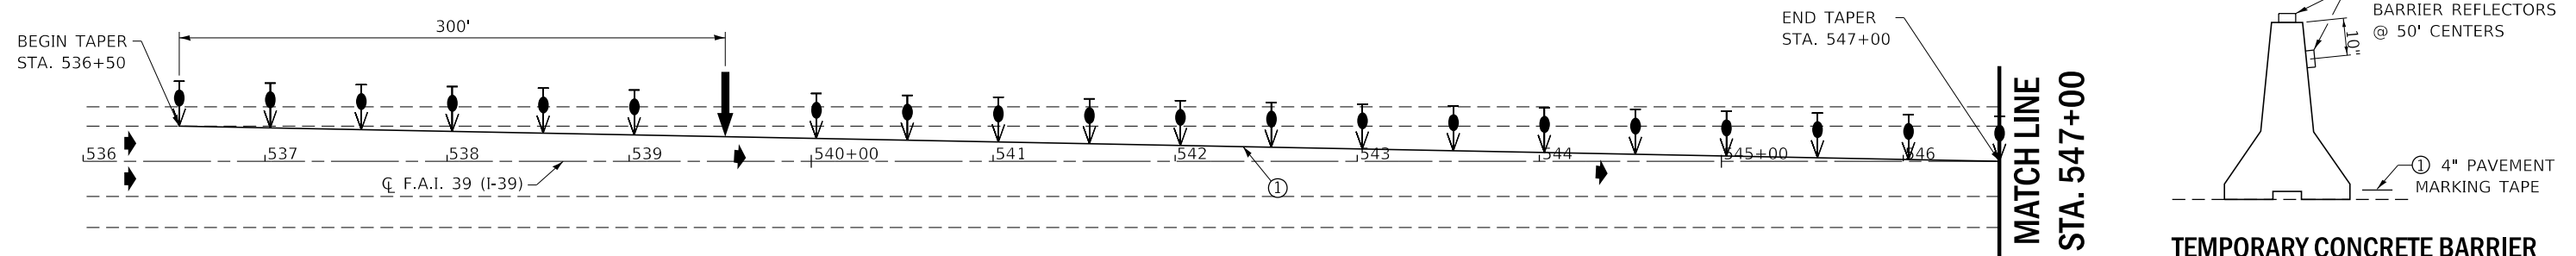 300'
BEGIN TAPER
STA. 536+50
END TAPER
STA. 547+00
536
537
538
539
540+00
541
542
543
544
545+00
546
℄ F.A.I. 39 (I-39)
1
MATCH LINE
STA. 547+00
BARRIER REFLECTORS
@ 50' CENTERS
10"
① 4" PAVEMENT
MARKING TAPE
TEMPORARY CONCRETE BARRIER